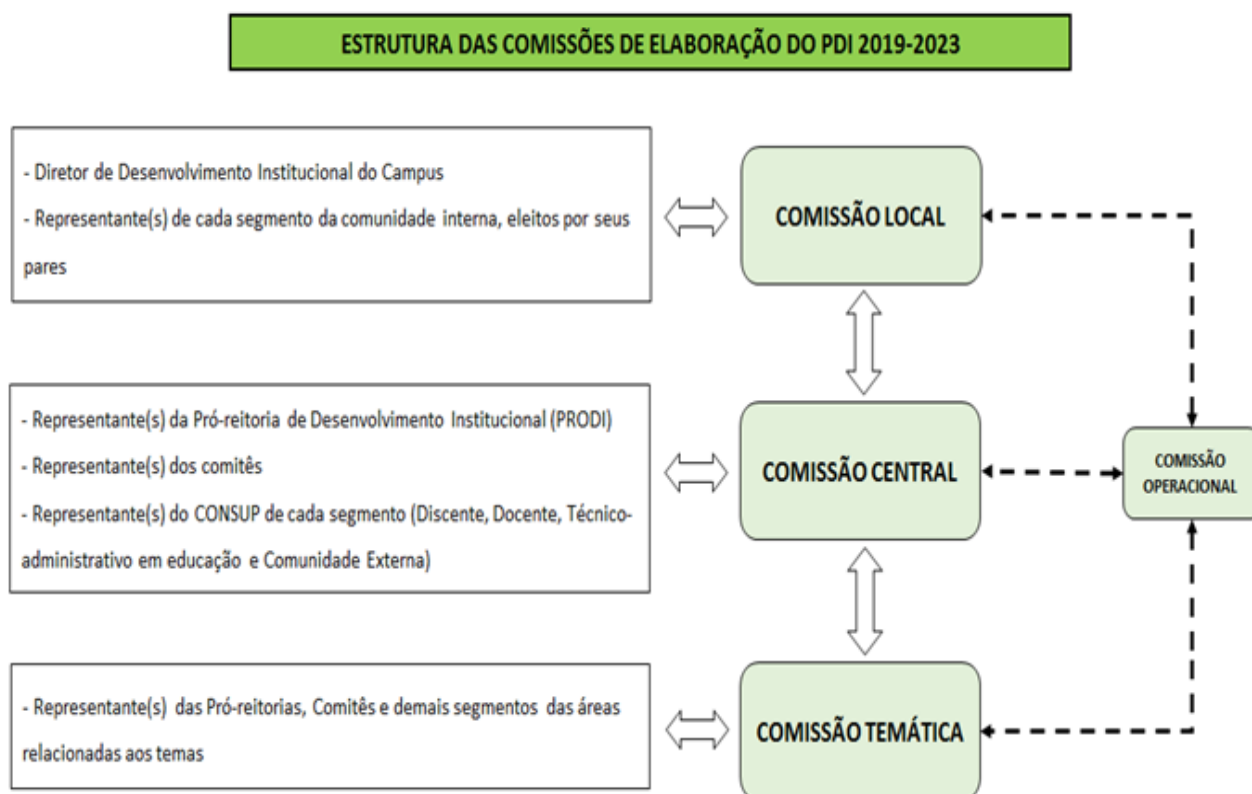 ESTRUTURA DAS COMISSÕES DE ELABORAÇÃO DO PDI 2019-2023
- Diretor de Desenvolvimento Institucional do Campus
- Representante(s) de cada segmento da comunidade interna, eleitos por seus
pares
COMISSÃO LOCAL
- Representante(s) da Pró-reitoria de Desenvolvimento Institucional (PRODI)
- Representante(s) dos comitês
- Representante(s) do CONSUP de cada segmento (Discente, Docente, Técnico-
administrativo em educação e Comunidade Externa)
COMISSÃO CENTRAL
COMISSÃO
OPERACIONAL
- Representante(s) das Pró-reitorias, Comitês e demais segmentos das áreas
relacionadas aos temas
COMISSÃO TEMÁTICA